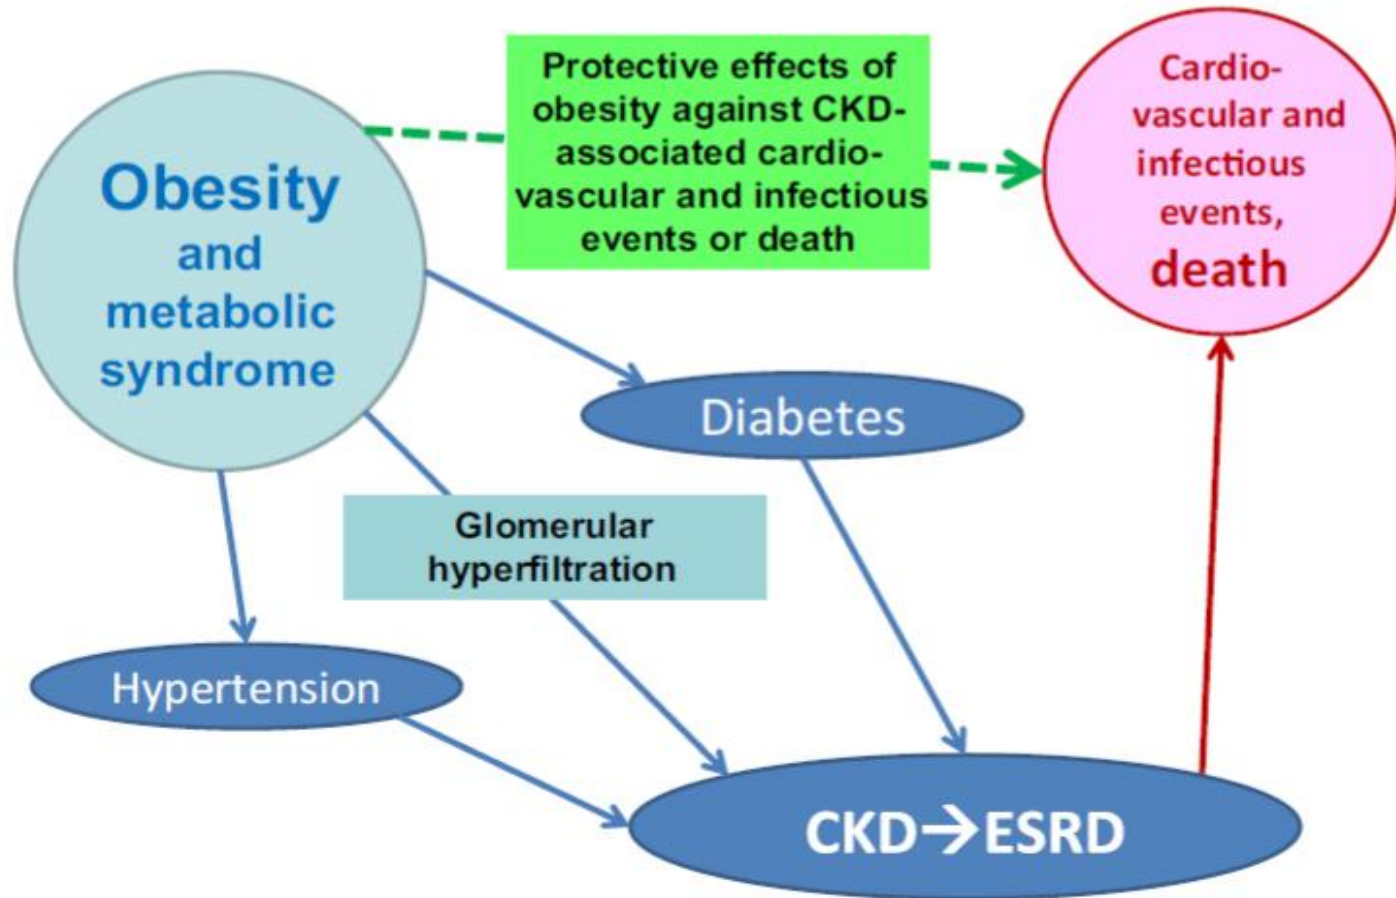 Obesity
and
metabolic
syndrome
Protective effects of
obesity against CKD-
associated cardio-
vascular and infectious
events or death
Cardio-
vascular and
infectious
events,
death
Diabetes
Glomerular
hyperfiltration
Hypertension
CKD→ESRD